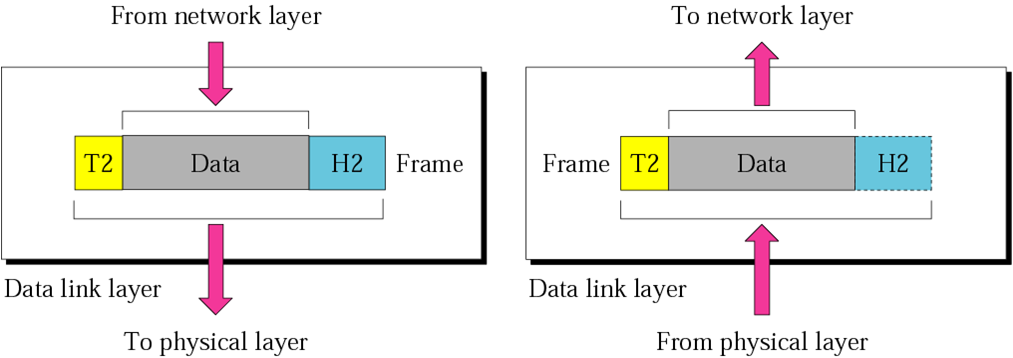 From network layer
T2
Data
H2
Frame
Data link layer
To physical layer
To network layer
Frame
T2
Data
H2
Data link layer
From physical layer